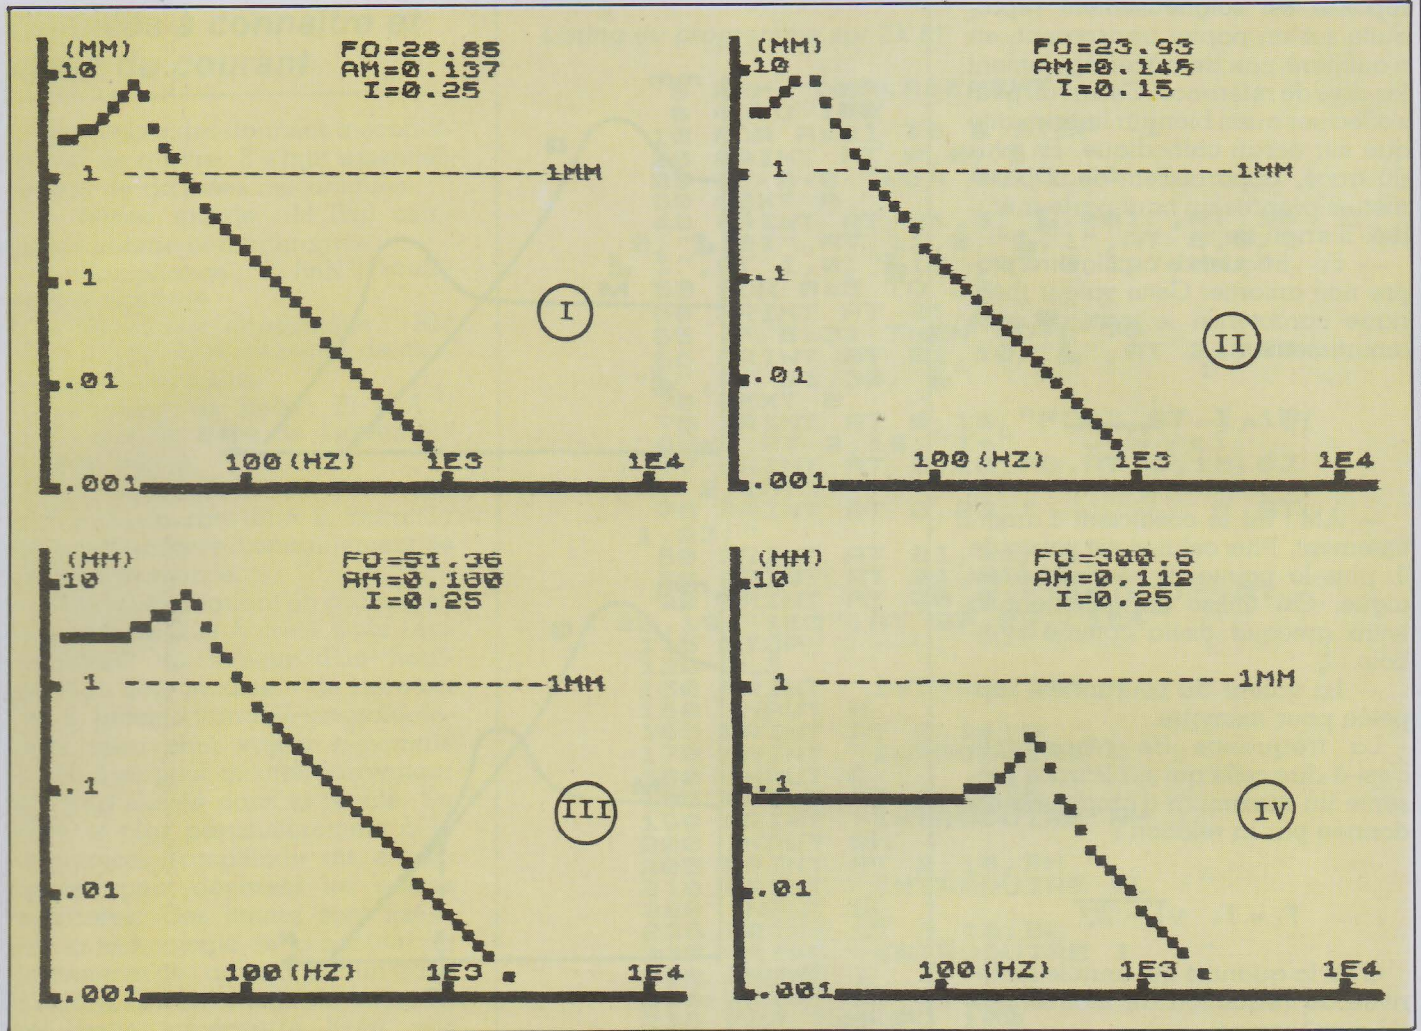 (MM)
10
FO=28.85
AM=0.137
I=0.25
1
1MM
.1
I
.01
100(HZ)
1E3
1E4
.001
(MM)
10
FO=23.93
AM=0.145
I=0.15
1
1MM
.1
II
.01
100(HZ)
1E3
1E4
.001
(MM)
10
FO=51.36
AM=0.160
I=0.25
1
1MM
.1
III
.01
100(HZ)
1E3
1E4
.001
(MM)
10
FO=300.6
AM=0.112
I=0.25
1
1MM
.1
IV
.01
100(HZ)
1E3
1E4
.001